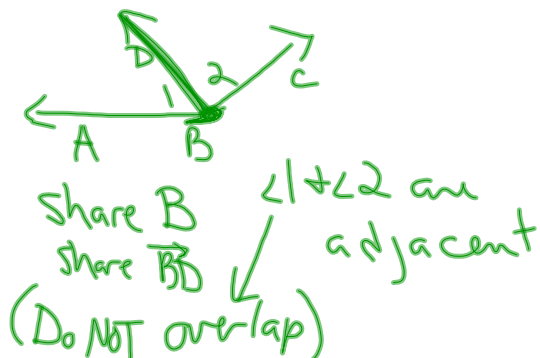 D 1 2 C
A B
share B
share BD
<1 + <2 are
adjacent
(Do NOT overlap)